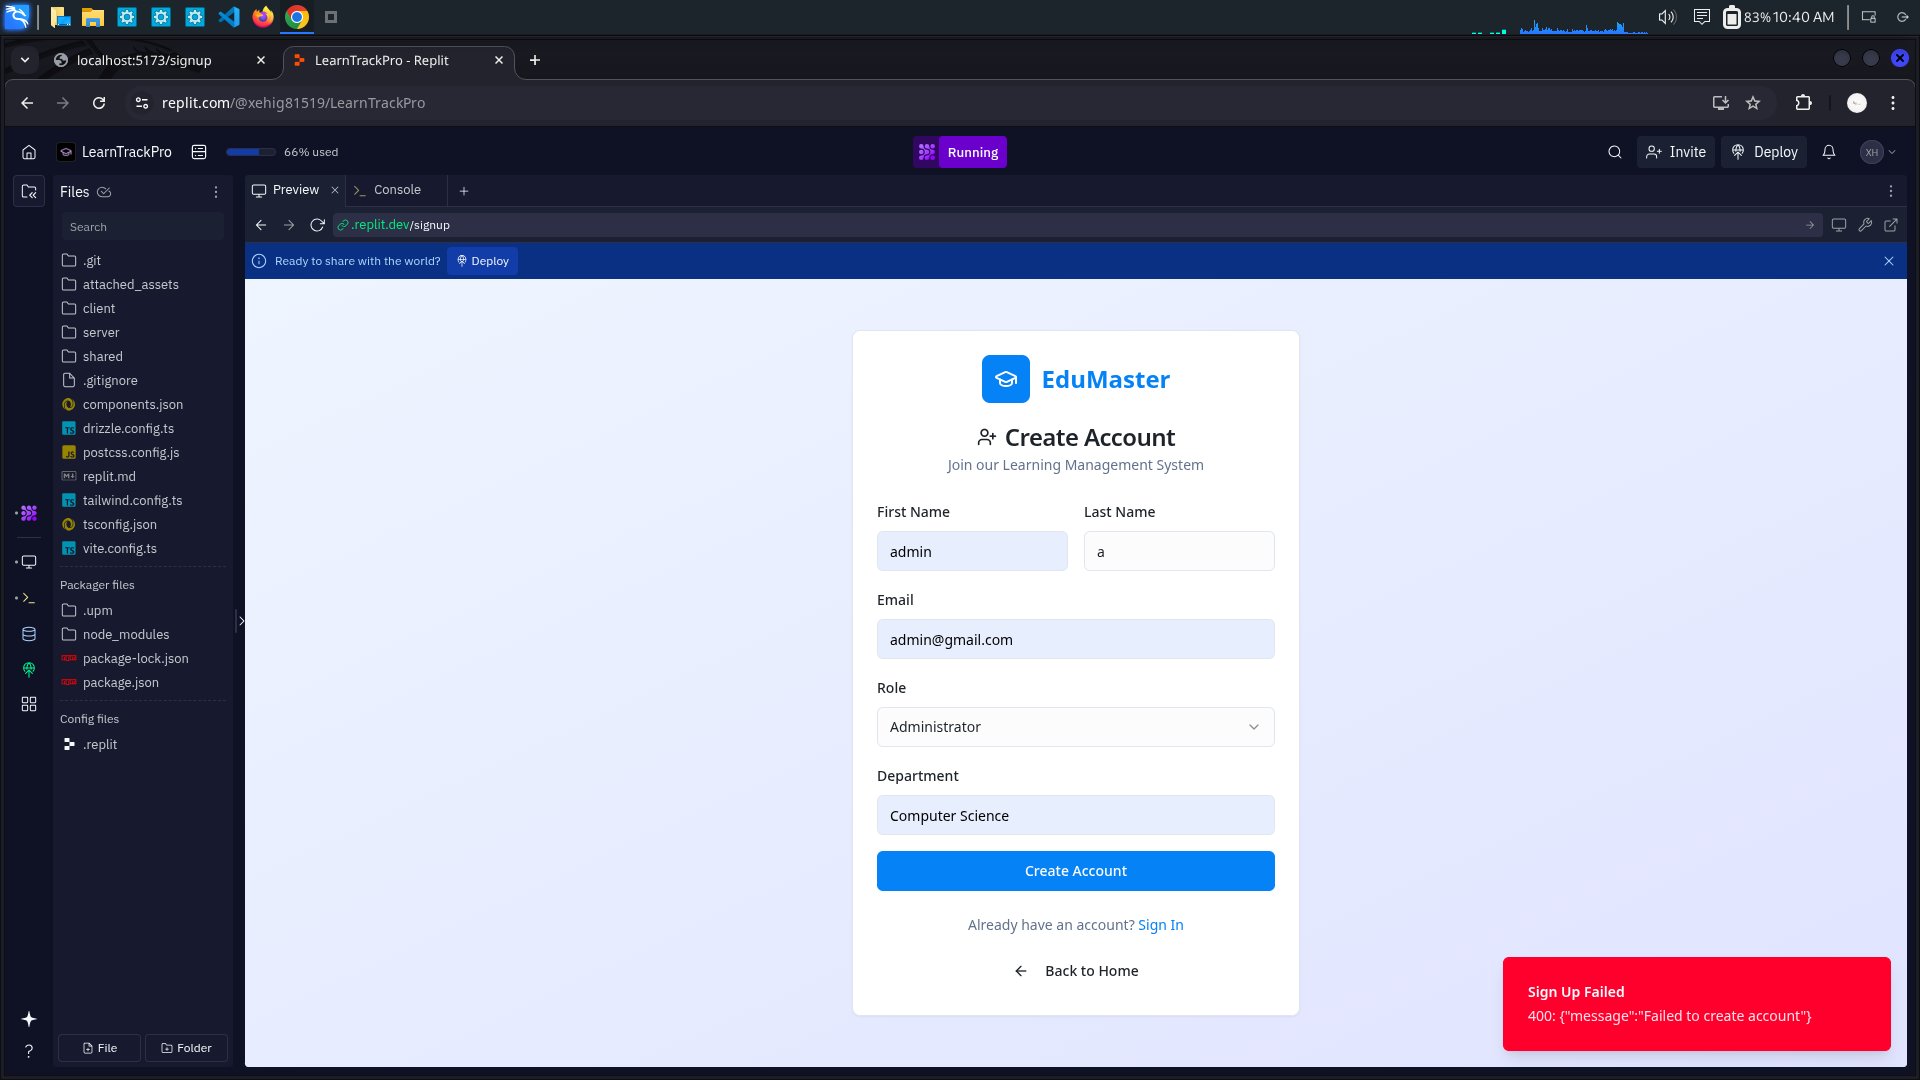 83% 10:40 AM
localhost:5173/signup
LearnTrackPro - Replit
replit.com/@xehig81519/LearnTrackPro
LearnTrackPro
66% used
Running
Invite
Deploy
XH
Files
Preview
Console
Search
.replit.dev/signup
Ready to share with the world?
Deploy
.git
attached_assets
client
server
shared
.gitignore
components.json
drizzle.config.ts
postcss.config.js
replit.md
tailwind.config.ts
tsconfig.json
vite.config.ts
Packager files
.upm
node_modules
package-lock.json
package.json
Config files
.replit
File
Folder
EduMaster
Create Account
Join our Learning Management System
First Name
Last Name
admin
a
Email
admin@gmail.com
Role
Administrator
Department
Computer Science
Create Account
Already have an account? Sign In
Back to Home
Sign Up Failed
400: {"message":"Failed to create account"}